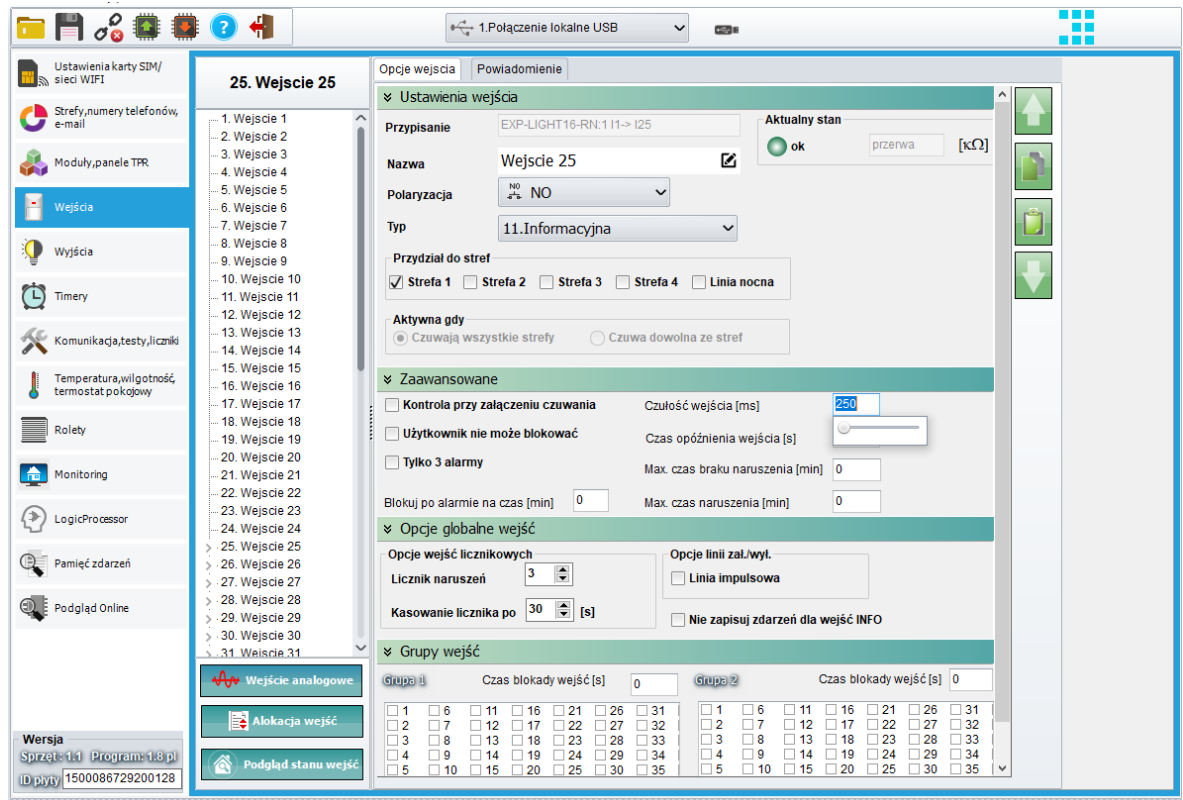 1.Połączenie lokalne USB
Ustawienia karty SIM/
sieci WIFI
Strefy,numery telefonów,
e-mail
Moduły,panele TPR
Wejścia
Wyjścia
Timery
Komunikacja,testy,liczniki
Temperatura,wilgotność,
termostat pokojowy
Rolety
Monitoring
LogicProcessor
Pamięć zdarzeń
Podgląd Online
Wersja
Sprzęt: 1.1 Program: 1.8 pl
ID płyty 1500086729200128
25. Wejscie 25
1. Wejscie 1
2. Wejscie 2
3. Wejscie 3
4. Wejscie 4
5. Wejscie 5
6. Wejscie 6
7. Wejscie 7
8. Wejscie 8
9. Wejscie 9
10. Wejscie 10
11. Wejscie 11
12. Wejscie 12
13. Wejscie 13
14. Wejscie 14
15. Wejscie 15
16. Wejscie 16
17. Wejscie 17
18. Wejscie 18
19. Wejscie 19
20. Wejscie 20
21. Wejscie 21
22. Wejscie 22
23. Wejscie 23
24. Wejscie 24
25. Wejscie 25
26. Wejscie 26
27. Wejscie 27
28. Wejscie 28
29. Wejscie 29
30. Wejscie 30
31. Wejscie 31
Wejście analogowe
Alokacja wejść
Podgląd stanu wejść
Opcje wejscia Powiadomienie
Ustawienia wejścia
Przypisanie EXP-LIGHT16-RN:1 I1-> I25
Aktualny stan
ok przerwa [κΩ]
Nazwa Wejscie 25
Polaryzacja NO NO
Typ 11.Informacyjna
Przydział do stref
Strefa 1 Strefa 2 Strefa 3 Strefa 4 Linia nocna
Aktywna gdy
Czuwają wszystkie strefy Czuwa dowolna ze stref
Zaawansowane
Kontrola przy załączeniu czuwania Czułość wejścia [ms] 250
Użytkownik nie może blokować Czas opóźnienia wejścia [s]
Tylko 3 alarmy Max. czas braku naruszenia [min] 0
Blokuj po alarmie na czas [min] 0 Max. czas naruszenia [min] 0
Opcje globalne wejść
Opcje wejść licznikowych Opcje linii zał./wył.
Licznik naruszeń 3 Linia impulsowa
Kasowanie licznika po 30 [s] Nie zapisuj zdarzeń dla wejść INFO
Grupy wejść
Grupa 1 Czas blokady wejść [s] 0 Grupa 2 Czas blokady wejść [s] 0
1 6 11 16 21 26 31 1 6 11 16 21 26 31
2 7 12 17 22 27 32 2 7 12 17 22 27 32
3 8 13 18 23 28 33 3 8 13 18 23 28 33
4 9 14 19 24 29 34 4 9 14 19 24 29 34
5 10 15 20 25 30 35 5 10 15 20 25 30 35